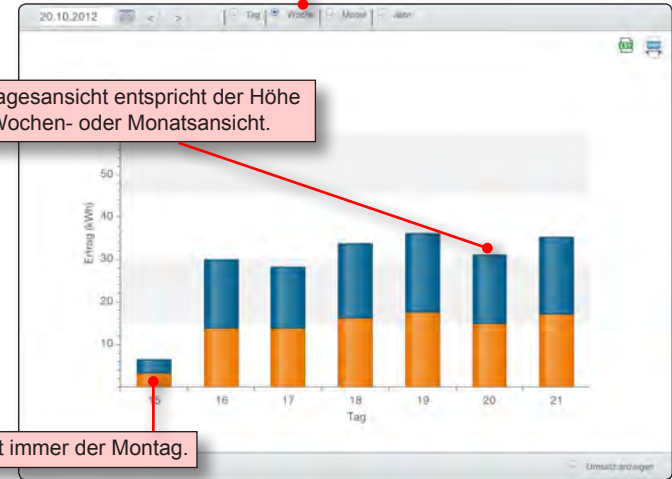 20.10.2012 < > Tag Woche Monat Jahr
agesansicht entspricht der Höhe
Wochen- oder Monatsansicht.
50
40
30
20
10
Ertrag (kWh)
15 16 17 18 19 20 21
Tag
t immer der Montag.
Umsatz anzeigen